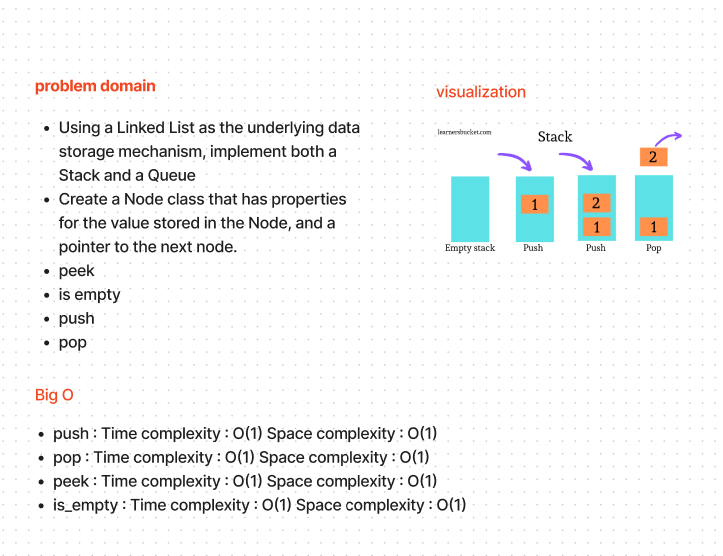 problem domain
• Using a Linked List as the underlying data
storage mechanism, implement both a
Stack and a Queue
• Create a Node class that has properties
for the value stored in the Node, and a
pointer to the next node.
• peek
• is empty
• push
• pop
visualization
learnersbucket.com
Stack
2
1
2
1
1
Empty stack
Push
Push
Pop
Big O
• push : Time complexity : O(1) Space complexity : O(1)
• pop : Time complexity : O(1) Space complexity : O(1)
• peek : Time complexity : O(1) Space complexity : O(1)
• is_empty : Time complexity : O(1) Space complexity : O(1)